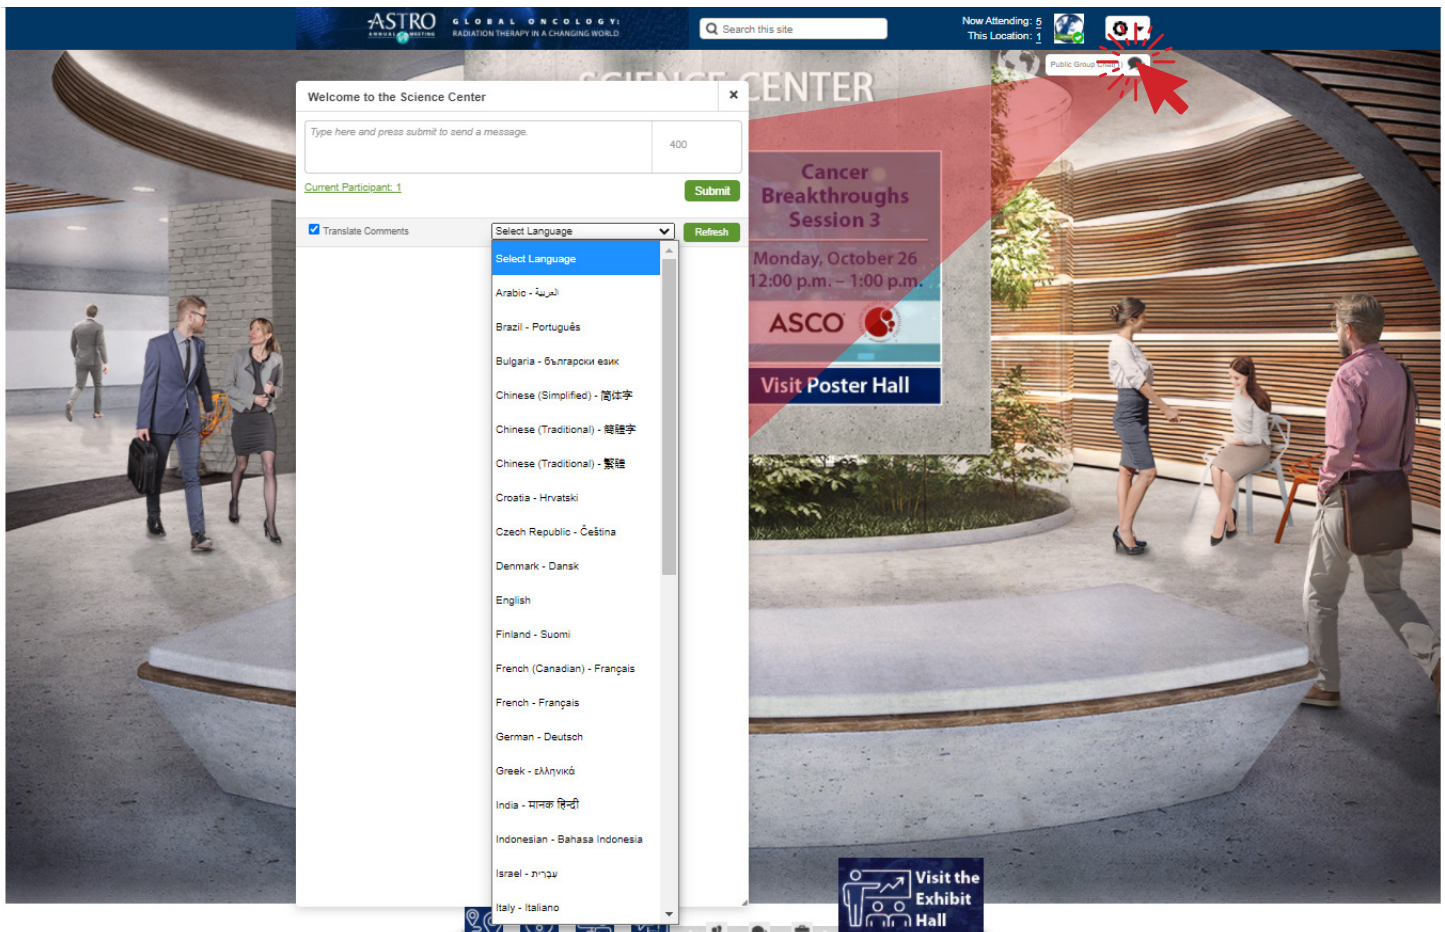 ASTRO
ANNUAL MEETING
GLOBAL ONCOLOGY:
RADIATION THERAPY IN A CHANGING WORLD
Search this site
Now Attending: 5
This Location: 1
Public Group Chat
SCIENCE CENTER
Welcome to the Science Center
×
Type here and press submit to send a message.
400
Current Participant: 1
Submit
Translate Comments
Select Language
Refresh
Select Language
Arabic - العربية
Brazil - Português
Bulgaria - български език
Chinese (Simplified) - 简体字
Chinese (Traditional) - 簡體字
Chinese (Traditional) - 繁體
Croatia - Hrvatski
Czech Republic - Čeština
Denmark - Dansk
English
Finland - Suomi
French (Canadian) - Français
French - Français
German - Deutsch
Greek - ελληνικά
India - मानक हिन्दी
Indonesian - Bahasa Indonesia
Israel - עִבְרִית
Italy - Italiano
Cancer
Breakthroughs
Session 3
Monday, October 26
12:00 p.m. – 1:00 p.m.
ASCO
Visit Poster Hall
Visit the
Exhibit
Hall